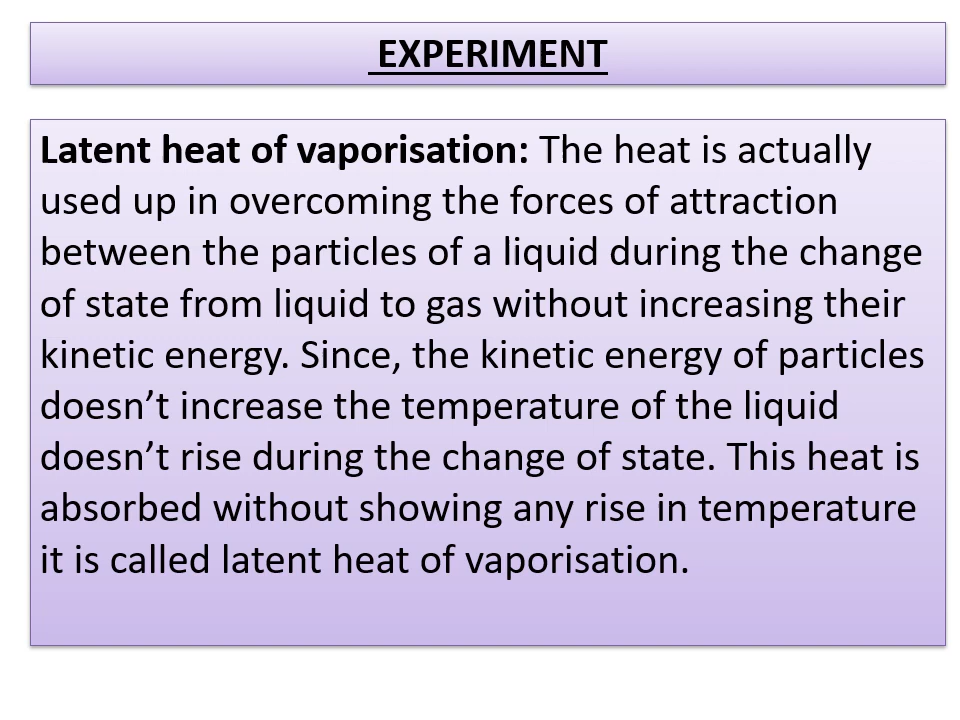 EXPERIMENT
Latent heat of vaporisation: The heat is actually
used up in overcoming the forces of attraction
between the particles of a liquid during the change
of state from liquid to gas without increasing their
kinetic energy. Since, the kinetic energy of particles
doesn’t increase the temperature of the liquid
doesn’t rise during the change of state. This heat is
absorbed without showing any rise in temperature
it is called latent heat of vaporisation.